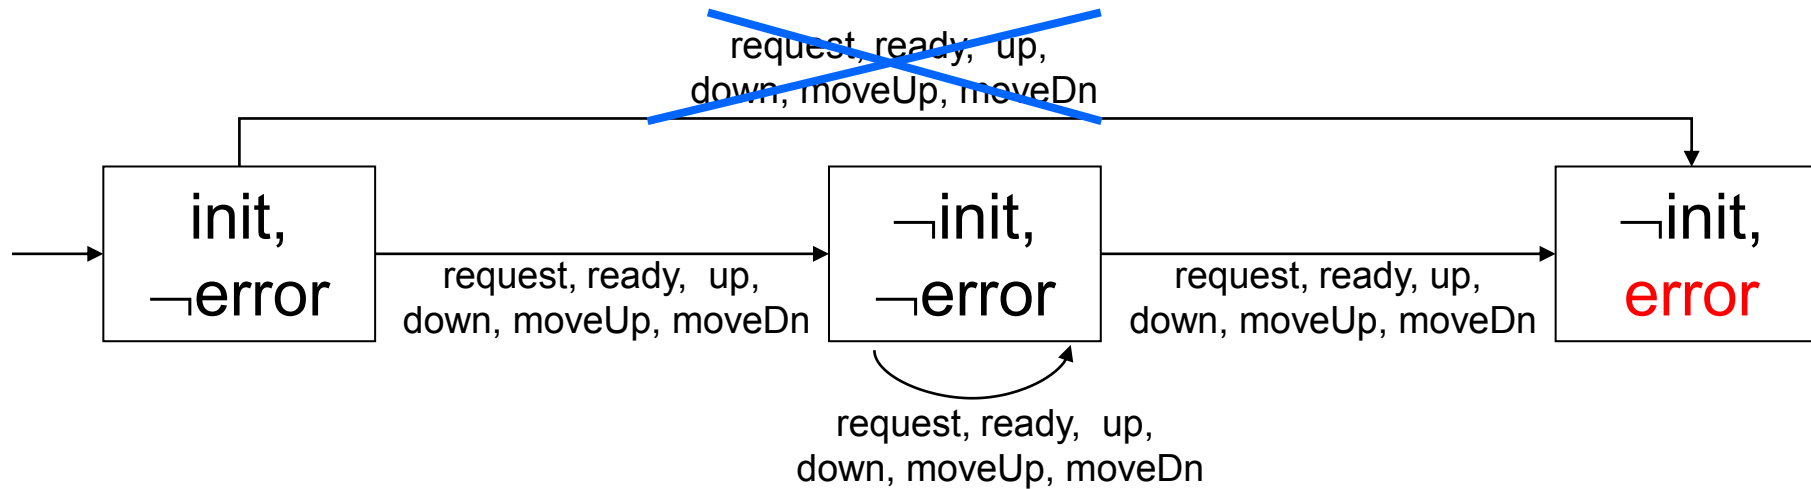 request, ready, up,
down, moveUp, moveDn
init,
¬error
request, ready, up,
down, moveUp, moveDn
¬init,
¬error
request, ready, up,
down, moveUp, moveDn
¬init,
error
request, ready, up,
down, moveUp, moveDn